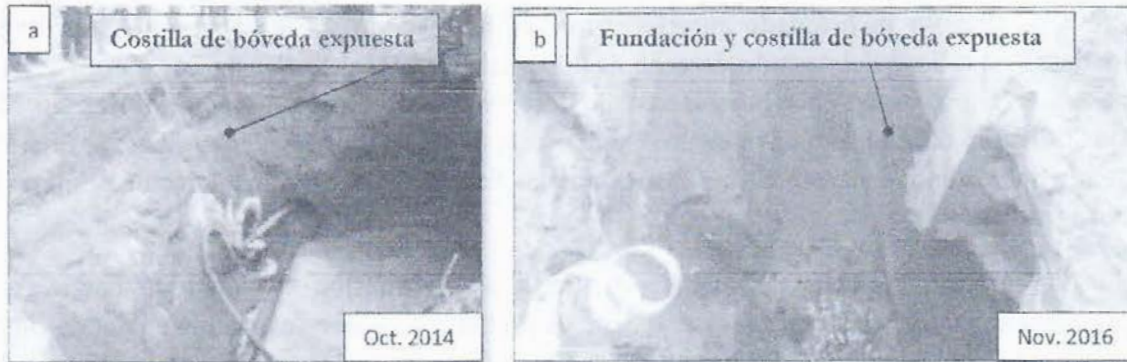 a
Costilla de bóveda expuesta
Oct. 2014
b
Fundación y costilla de bóveda expuesta
Nov. 2016